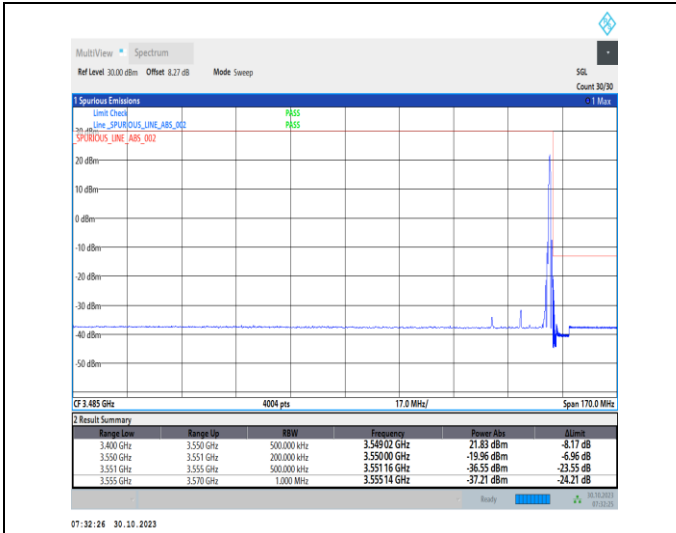 MultiView Spectrum
Ref Level 30.00 dBm Offset 8.27 dB Mode Sweep SGL
Count 30/30
1 Spurious Emissions 1 Max
Limit Check PASS
Line _SPURIOUS_LINE_ABS_002 PASS
30 dBm
_SPURIOUS_LINE_ABS_002
20 dBm
10 dBm
0 dBm
-10 dBm
-20 dBm
-30 dBm
-40 dBm
-50 dBm
CF 3.485 GHz 4004 pts 17.0 MHz/ Span 170.0 MHz
2 Result Summary
Range Low Range Up RBW Frequency Power Abs ΔLimit
3.400 GHz 3.550 GHz 500.000 kHz 3.54902 GHz 21.83 dBm -8.17 dB
3.550 GHz 3.551 GHz 200.000 kHz 3.55000 GHz -19.96 dBm -6.96 dB
3.551 GHz 3.555 GHz 500.000 kHz 3.55116 GHz -36.55 dBm -23.55 dB
3.555 GHz 3.570 GHz 1.000 MHz 3.55514 GHz -37.21 dBm -24.21 dB
Ready 30.10.2023
07:32:25
07:32:26 30.10.2023